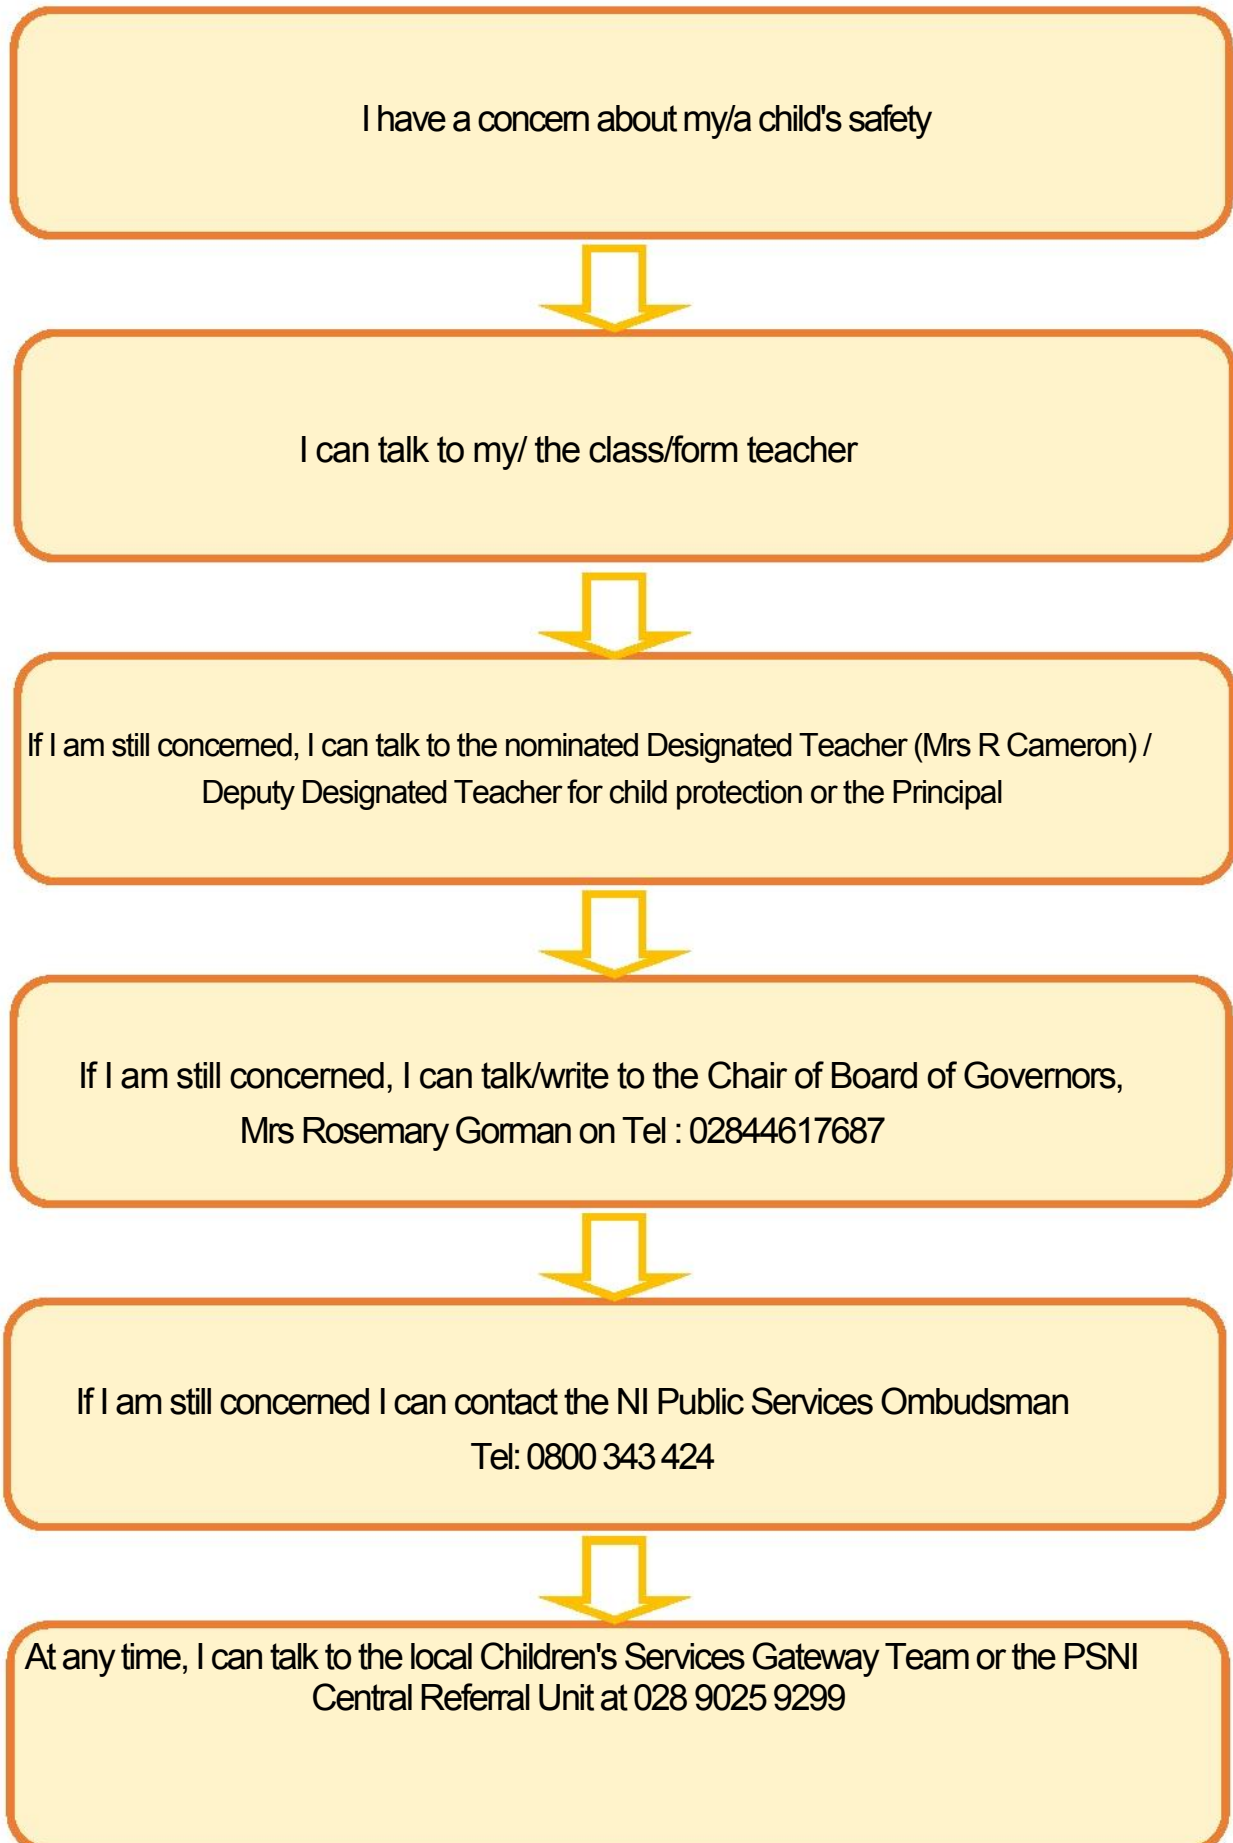 I have a concern about my/a child's safety
I can talk to my/ the class/form teacher
If I am still concerned, I can talk to the nominated Designated Teacher (Mrs R Cameron) /
Deputy Designated Teacher for child protection or the Principal
If I am still concerned, I can talk/write to the Chair of Board of Governors,
Mrs Rosemary Gorman on Tel : 02844617687
If I am still concerned I can contact the NI Public Services Ombudsman
Tel: 0800 343 424
At any time, I can talk to the local Children's Services Gateway Team or the PSNI
Central Referral Unit at 028 9025 9299